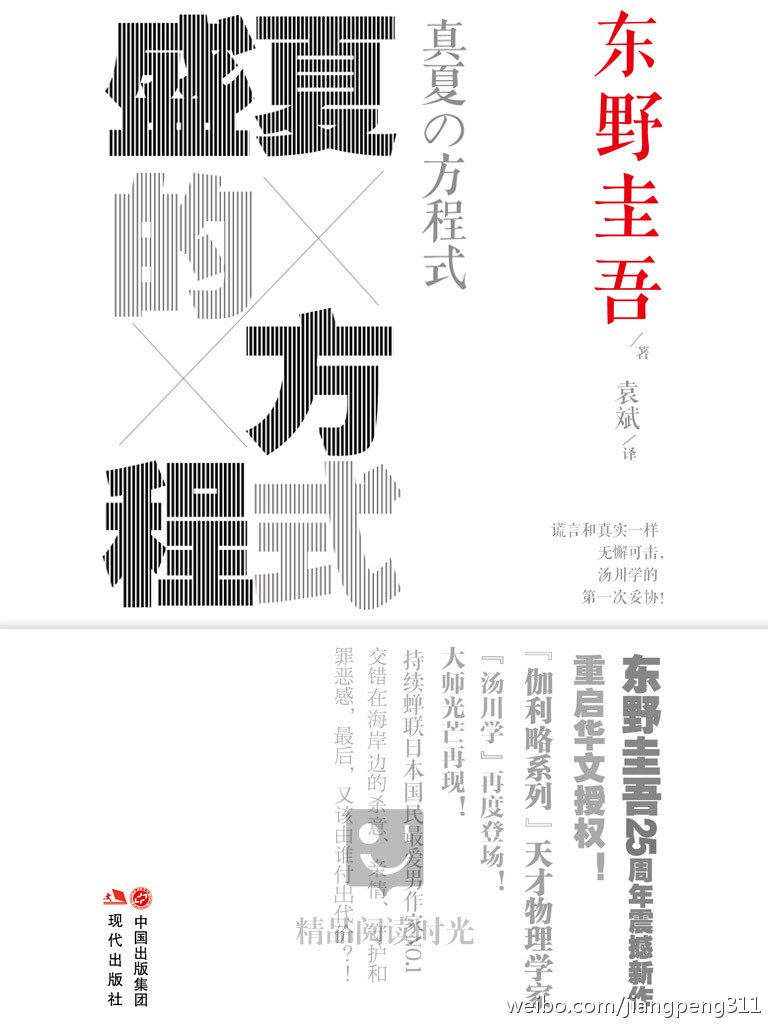 东野圭吾
/著
袁斌
/译
真夏の方程式
盛夏
的
方
程式
谎言和真实一样
无懈可击,
汤川学的
第一次妥协!
东野圭吾25周年震撼新作
重启华文授权！
『伽利略系列』天才物理学家
『汤川学』再度登场！
大师光芒再现！
持续蝉联日本国民最爱男作家NO.1
交错在海岸边的杀意、亲情、守护和
罪恶感，最后，又该由谁付出代价？！
精品阅读时光
中国出版集团
现代出版社
weibo.com/jiangpeng311